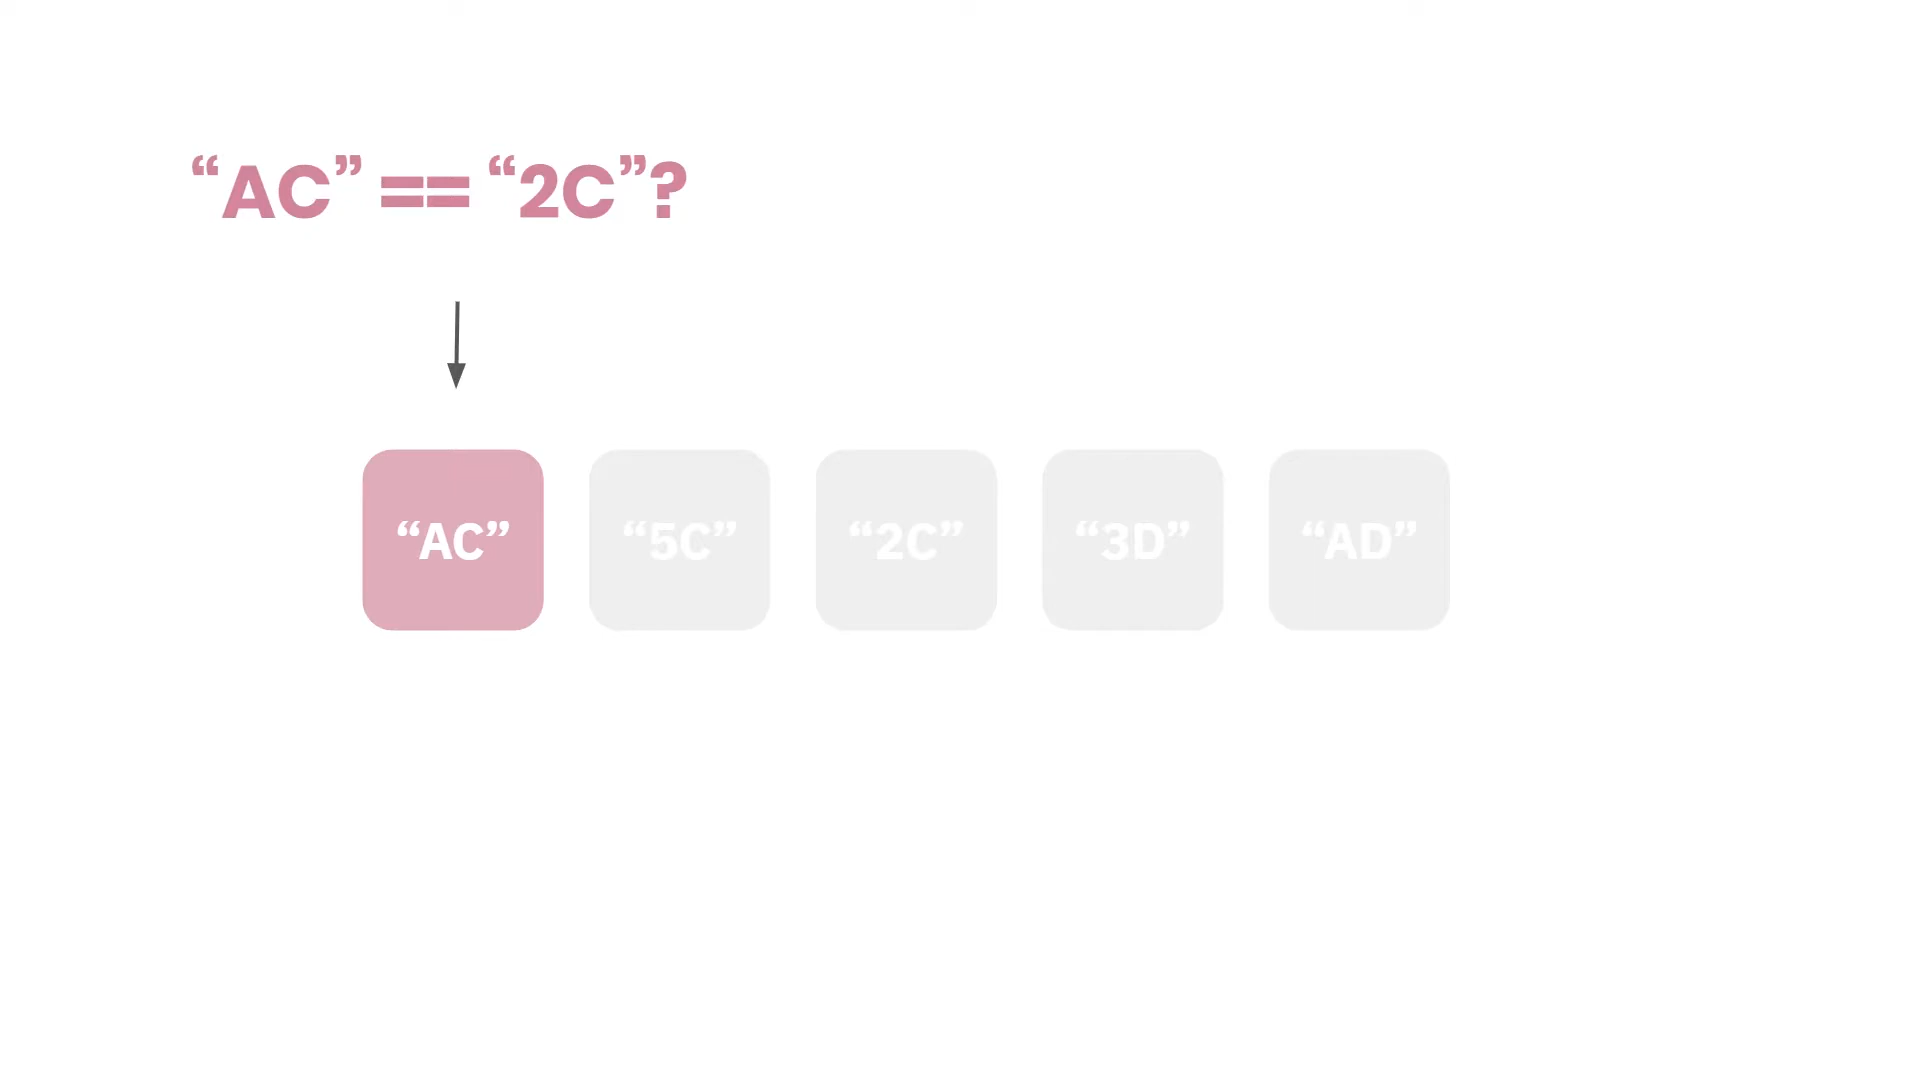 “AC” == “2C”?
“AC” “5C” “2C” “3D” “AD”